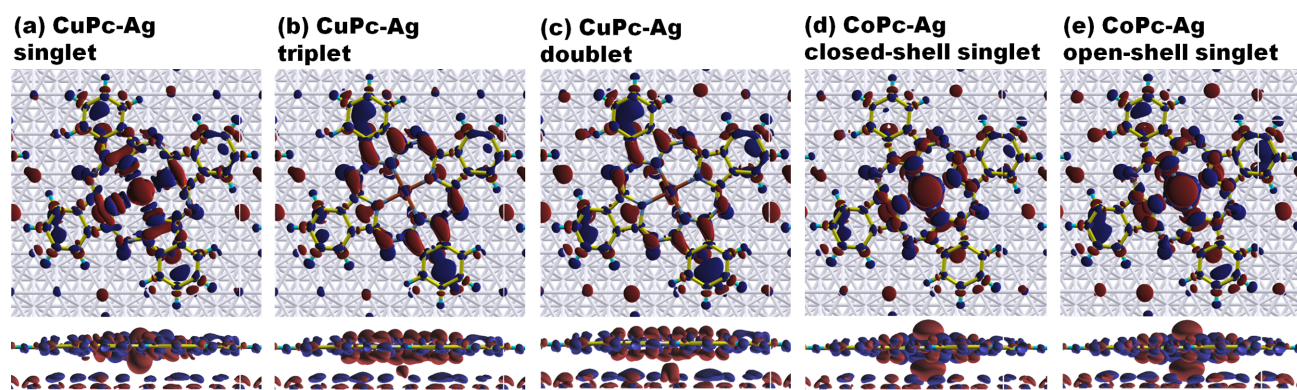 (a) CuPc-Ag
singlet
(b) CuPc-Ag
triplet
(c) CuPc-Ag
doublet
(d) CoPc-Ag
closed-shell singlet
(e) CoPc-Ag
open-shell singlet